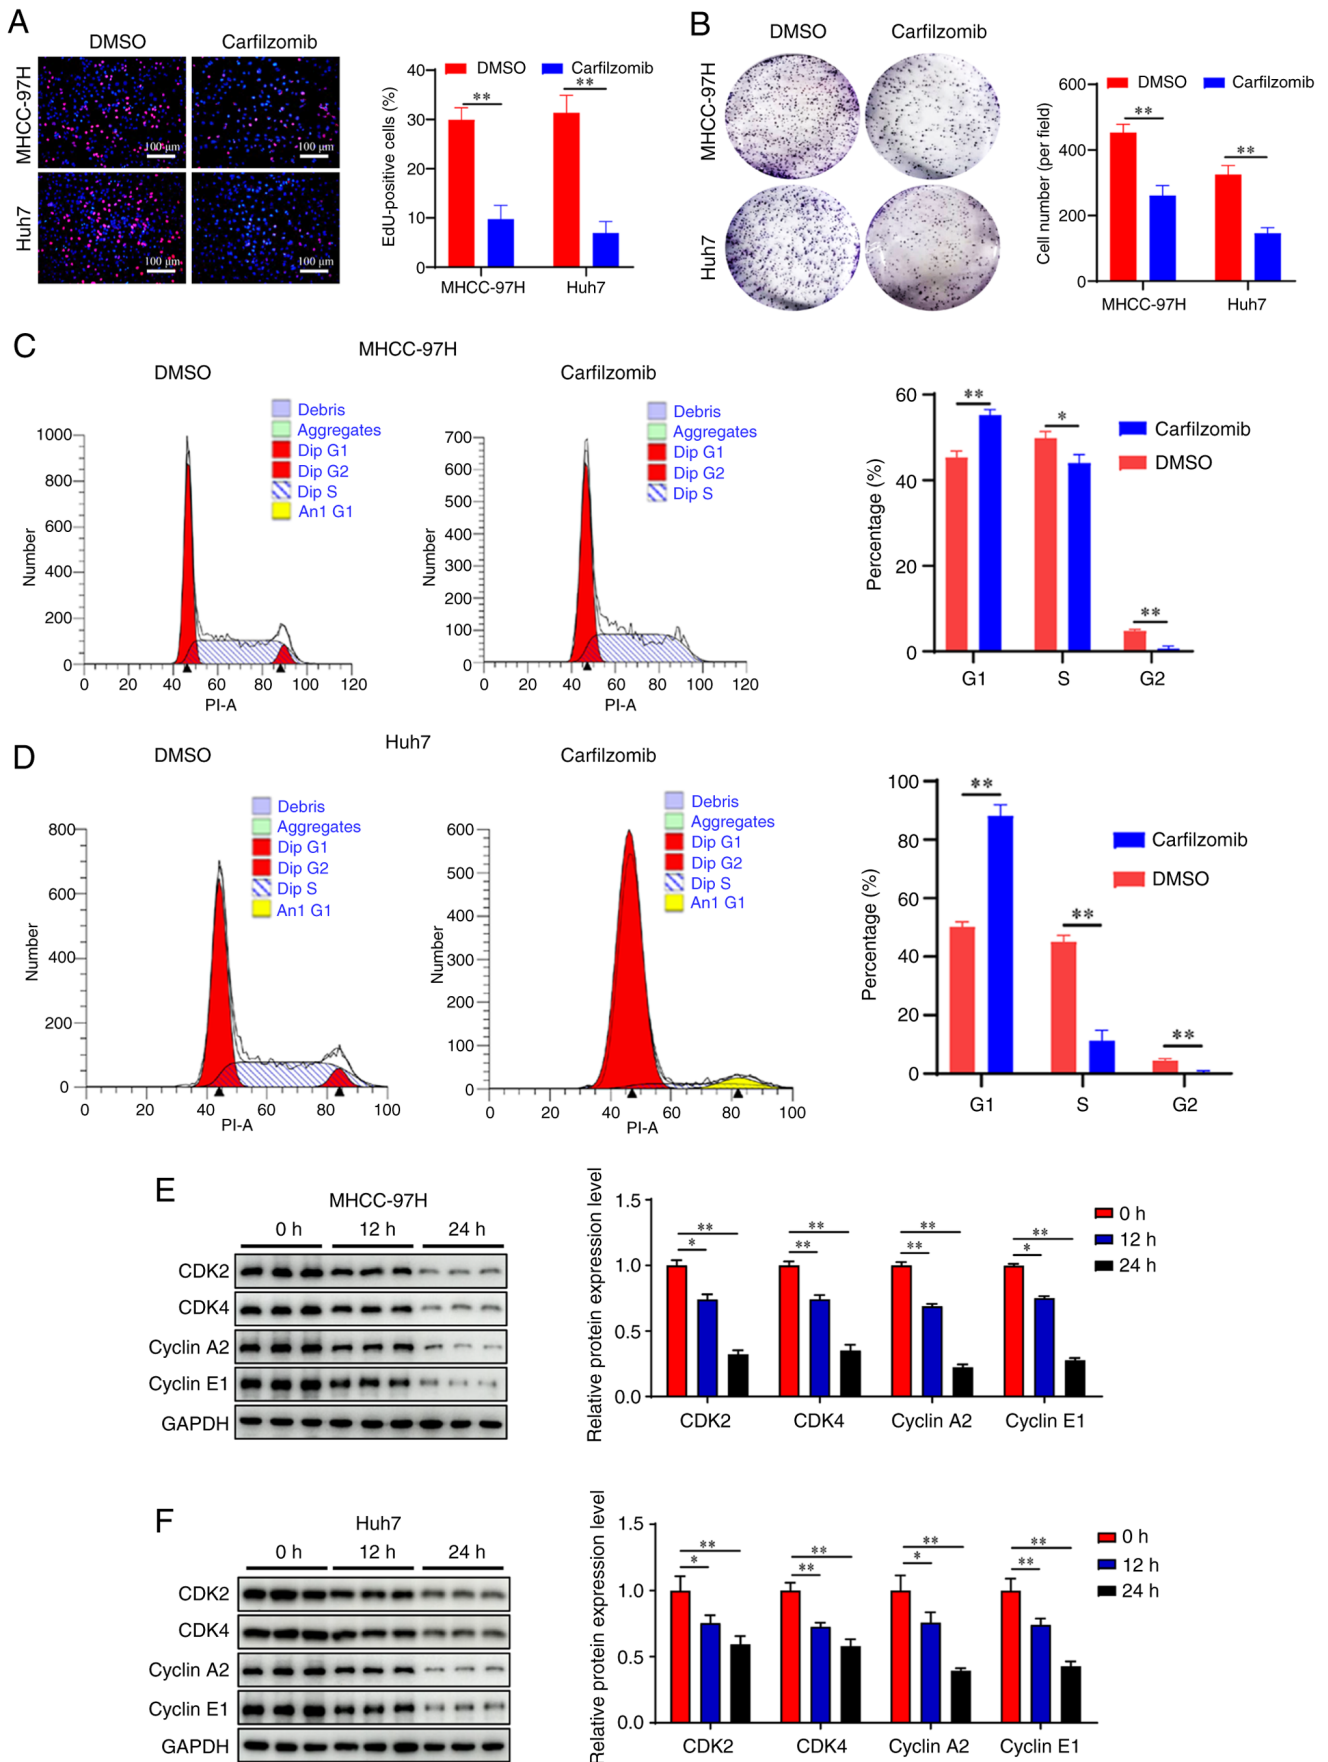 A
DMSO
Carfilzomib
MHCC-97H
Huh7
100 µm
100 µm
100 µm
100 µm
EdU-positive cells (%)
DMSO
Carfilzomib
40
30
20
10
0
**
**
MHCC-97H
Huh7
B
DMSO
Carfilzomib
MHCC-97H
Huh7
Cell number (per field)
DMSO
Carfilzomib
600
400
200
0
**
**
MHCC-97H
Huh7
C
MHCC-97H
DMSO
Debris
Aggregates
Dip G1
Dip G2
Dip S
An1 G1
Number
1000
800
600
400
200
0
0 20 40 60 80 100 120
PI-A
Carfilzomib
Debris
Aggregates
Dip G1
Dip G2
Dip S
Number
700
600
500
400
300
200
100
0
0 20 40 60 80 100 120
PI-A
Percentage (%)
60
40
20
0
**
*
**
G1 S G2
Carfilzomib
DMSO
D
Huh7
DMSO
Debris
Aggregates
Dip G1
Dip G2
Dip S
An1 G1
Number
800
600
400
200
0
0 20 40 60 80 100
PI-A
Carfilzomib
Debris
Aggregates
Dip G1
Dip G2
Dip S
An1 G1
Number
600
500
400
300
200
100
0
0 20 40 60 80 100
PI-A
Percentage (%)
100
80
60
40
20
0
**
**
**
G1 S G2
Carfilzomib
DMSO
E
MHCC-97H
0 h 12 h 24 h
CDK2
CDK4
Cyclin A2
Cyclin E1
GAPDH
Relative protein expression level
1.5
1.0
0.5
0.0
** ** ** **
* ** ** *
CDK2 CDK4 Cyclin A2 Cyclin E1
0 h
12 h
24 h
F
Huh7
0 h 12 h 24 h
CDK2
CDK4
Cyclin A2
Cyclin E1
GAPDH
Relative protein expression level
1.5
1.0
0.5
0.0
** ** ** **
* ** * **
CDK2 CDK4 Cyclin A2 Cyclin E1
0 h
12 h
24 h